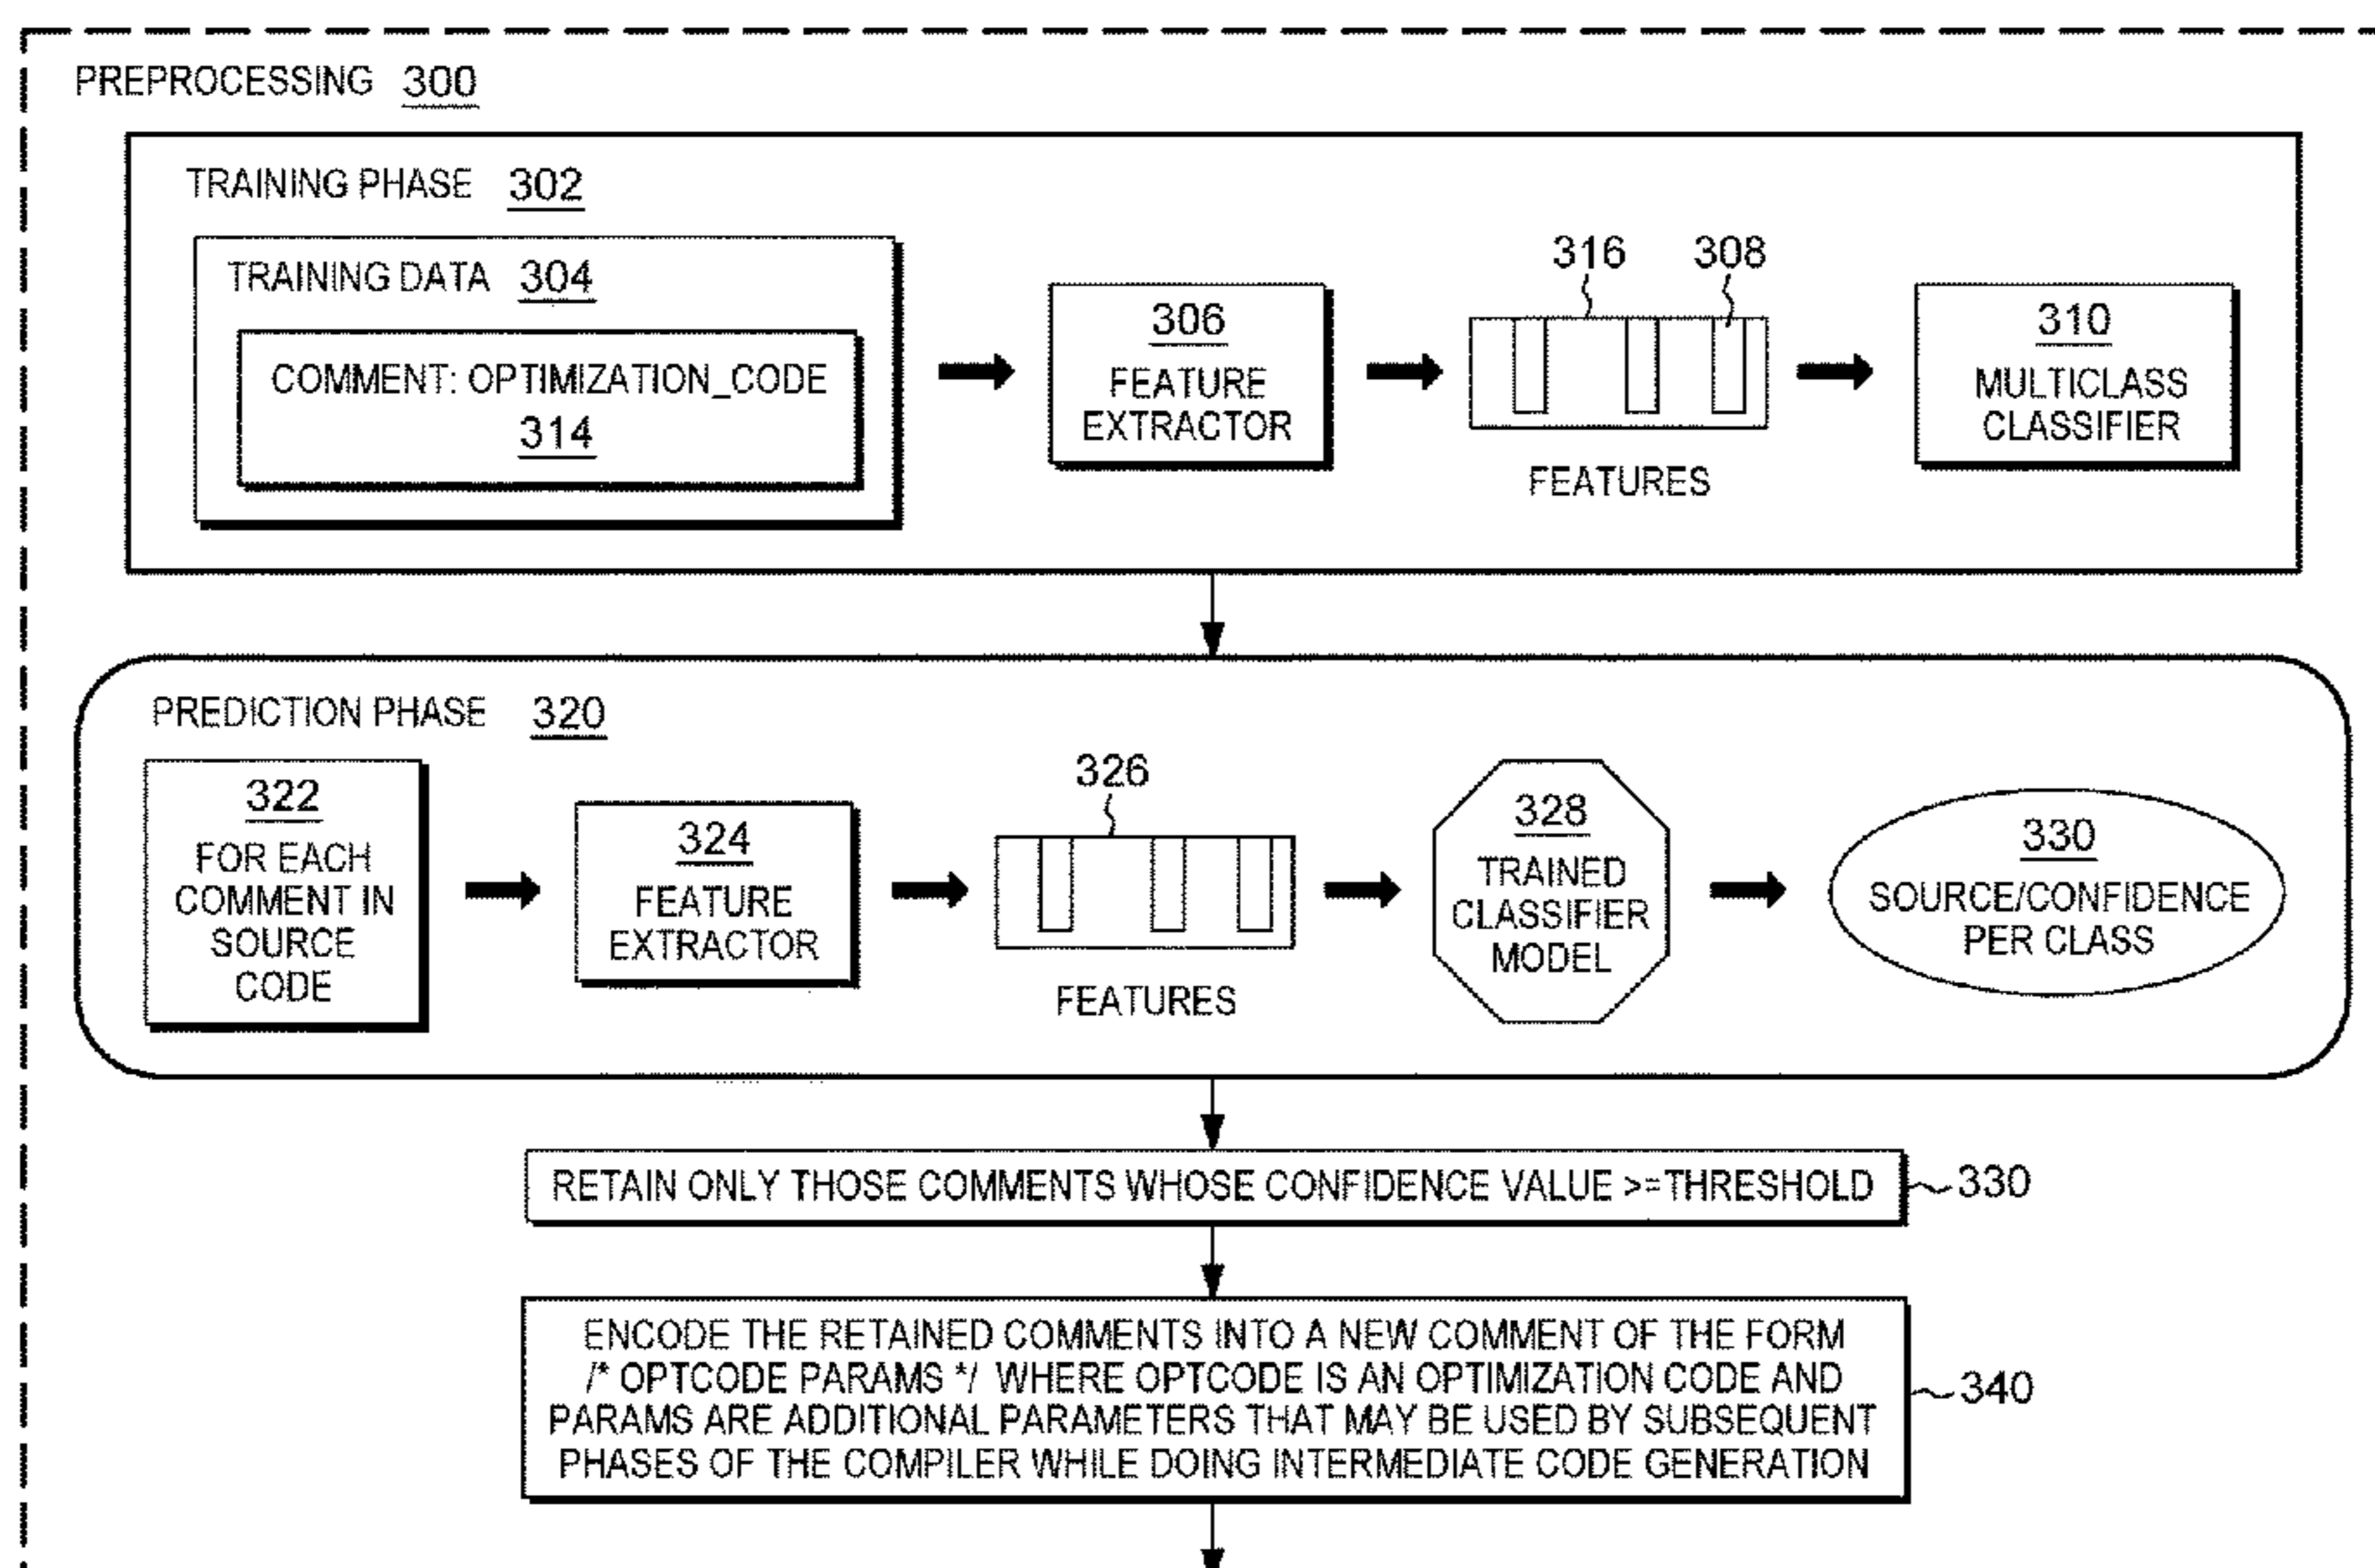 PREPROCESSING 300
TRAINING PHASE 302
TRAINING DATA 304
COMMENT: OPTIMIZATION_CODE
314
306
FEATURE
EXTRACTOR
316 308
FEATURES
310
MULTICLASS
CLASSIFIER
PREDICTION PHASE 320
322
FOR EACH
COMMENT IN
SOURCE
CODE
324
FEATURE
EXTRACTOR
326
FEATURES
328
TRAINED
CLASSIFIER
MODEL
330
SOURCE/CONFIDENCE
PER CLASS
RETAIN ONLY THOSE COMMENTS WHOSE CONFIDENCE VALUE >=THRESHOLD
330
ENCODE THE RETAINED COMMENTS INTO A NEW COMMENT OF THE FORM
/* OPTCODE PARAMS */ WHERE OPTCODE IS AN OPTIMIZATION CODE AND
PARAMS ARE ADDITIONAL PARAMETERS THAT MAY BE USED BY SUBSEQUENT
PHASES OF THE COMPILER WHILE DOING INTERMEDIATE CODE GENERATION
340